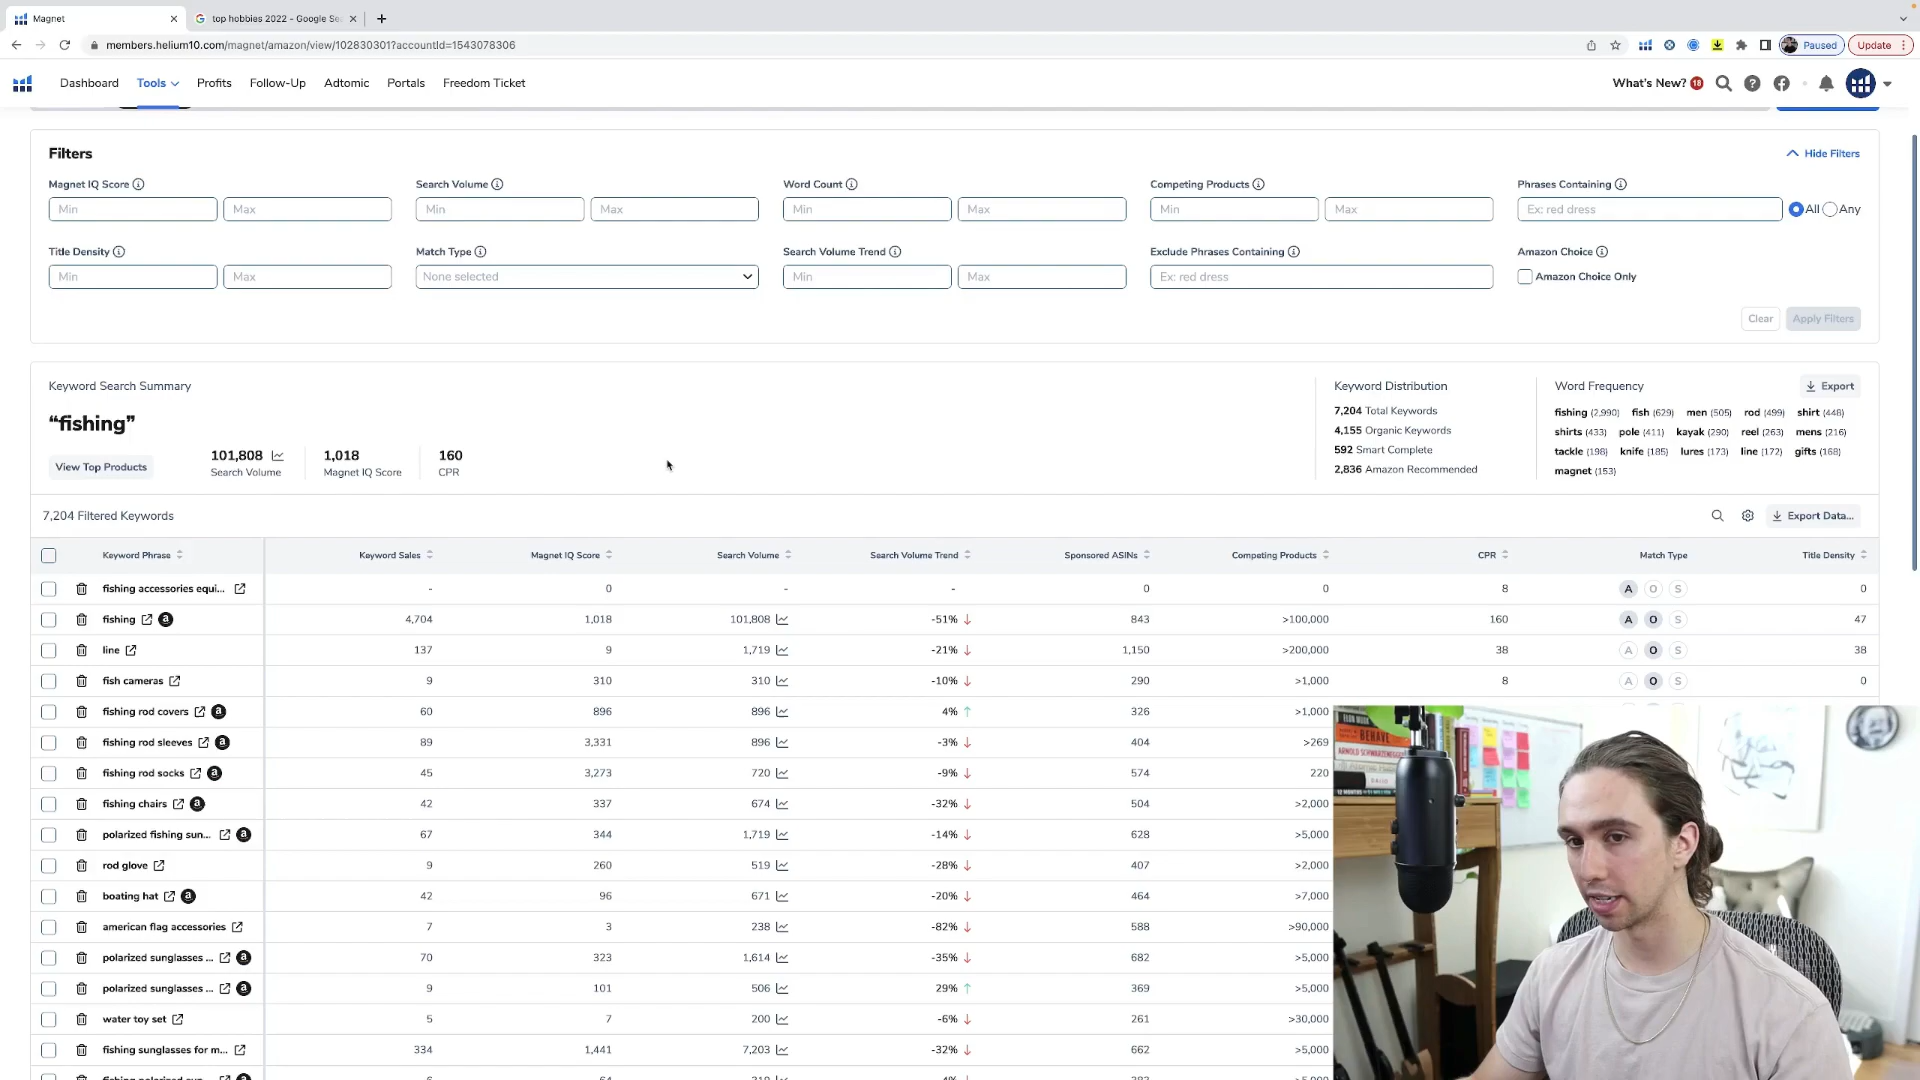 Magnet
top hobbies 2022 - Google Se
members.helium10.com/magnet/amazon/view/102830301?accountId=1543078306
Paused
Update
Dashboard Tools Profits Follow-Up Adtomic Portals Freedom Ticket What's New? 18
Filters Hide Filters
Magnet IQ Score Search Volume Word Count Competing Products Phrases Containing
Min Max Min Max Min Max Min Max Ex: red dress All Any
Title Density Match Type Search Volume Trend Exclude Phrases Containing Amazon Choice
Min Max None selected Min Max Ex: red dress Amazon Choice Only
Clear Apply Filters
Keyword Search Summary
“fishing”
View Top Products
101,808 Search Volume
1,018 Magnet IQ Score
160 CPR
Keyword Distribution
7,204 Total Keywords
4,155 Organic Keywords
592 Smart Complete
2,836 Amazon Recommended
Word Frequency Export
fishing (2,990) fish (629) men (505) rod (499) shirt (448)
shirts (433) pole (411) kayak (290) reel (263) mens (216)
tackle (198) knife (185) lures (173) line (172) gifts (168)
magnet (153)
7,204 Filtered Keywords Export Data...
Keyword Phrase Keyword Sales Magnet IQ Score Search Volume Search Volume Trend Sponsored ASINs Competing Products CPR Match Type Title Density
fishing accessories equi... - 0 - - 0 0 8 A O S 0
fishing 4,704 1,018 101,808 -51% 843 >100,000 160 A O S 47
line 137 9 1,719 -21% 1,150 >200,000 38 A O S 38
fish cameras 9 310 310 -10% 290 >1,000 8 A O S 0
fishing rod covers 60 896 896 4% 326 >1,000
fishing rod sleeves 89 3,331 896 -3% 404 >269
fishing rod socks 45 3,273 720 -9% 574 220
fishing chairs 42 337 674 -32% 504 >2,000
polarized fishing sun... 67 344 1,719 -14% 628 >5,000
rod glove 9 260 519 -28% 407 >2,000
boating hat 42 96 671 -20% 464 >7,000
american flag accessories 7 3 238 -82% 588 >90,000
polarized sunglasses ... 70 323 1,614 -35% 682 >5,000
polarized sunglasses ... 9 101 506 29% 369 >5,000
water toy set 5 7 200 -6% 261 >30,000
fishing sunglasses for m... 334 1,441 7,203 -32% 662 >5,000
BEHAVE
ARNOLD SCHWARZENEGGER